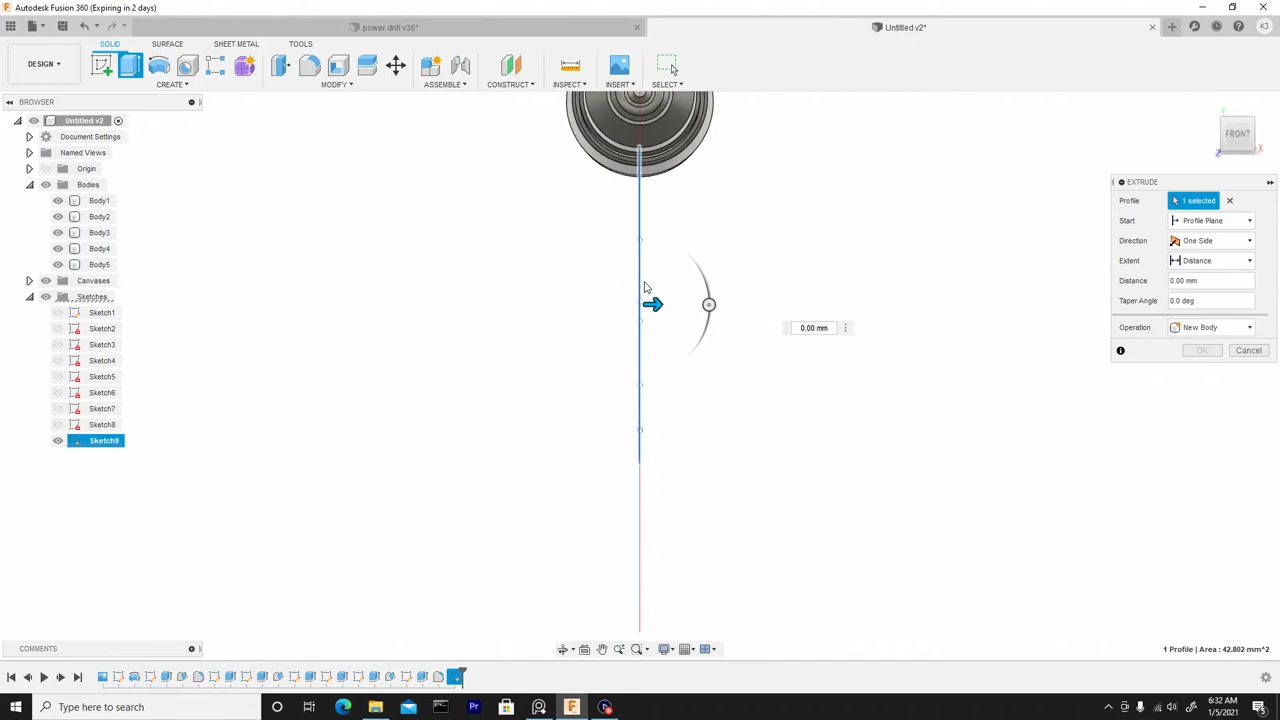 Autodesk Fusion 360 (Expiring in 2 days)
power drill v36*
Untitled v2*
KJ
SOLID SURFACE SHEET METAL TOOLS
DESIGN
CREATE MODIFY ASSEMBLE CONSTRUCT INSPECT INSERT SELECT
BROWSER
Untitled v2
Document Settings
Named Views
Origin
Bodies
Body1
Body2
Body3
Body4
Body5
Canvases
Sketches
Sketch1
Sketch2
Sketch3
Sketch4
Sketch5
Sketch6
Sketch7
Sketch8
Sketch9
Y
FRONT
X
Z
EXTRUDE
Profile 1 selected
Start Profile Plane
Direction One Side
Extent Distance
Distance 0.00 mm
Taper Angle 0.0 deg
Operation New Body
OK Cancel
0.00 mm
COMMENTS
1 Profile | Area : 42.802 mm^2
Type here to search
6:32 AM
1/5/2021